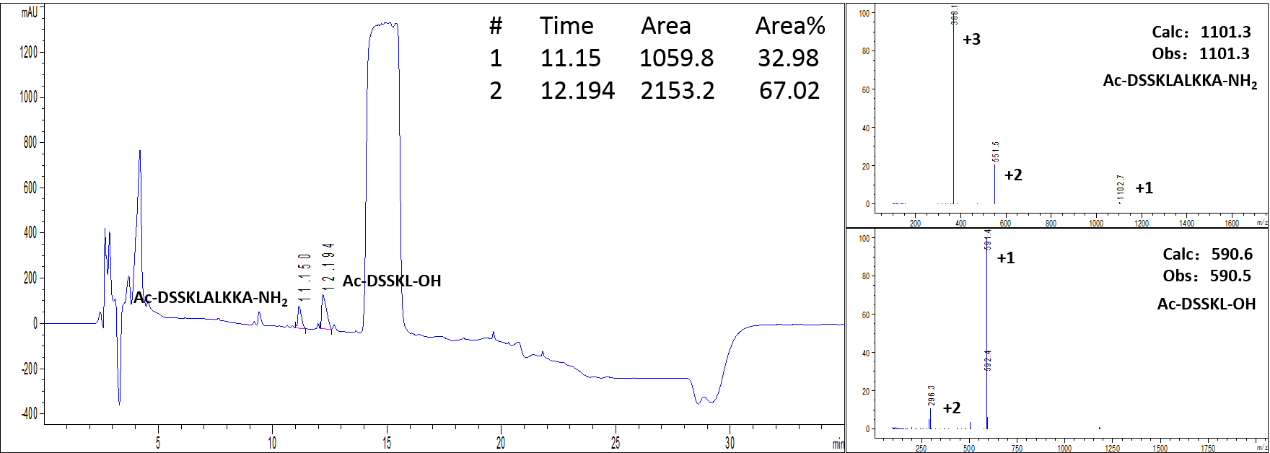 mAU
# Time Area Area%
1 11.15 1059.8 32.98
2 12.194 2153.2 67.02
1200
1000
800
600
400
200
0
-200
-400
11.150
12.194
Ac-DSSKLALKKA-NH2
Ac-DSSKL-OH
5 10 15 20 25 30 min
100
80
60
40
20
0
368.1
+3
551.5
+2
1102.7
+1
Calc：1101.3
Obs：1101.3
Ac-DSSKLALKKA-NH2
200 400 600 800 1000 1200 1400 1600 m/z
100
80
60
40
20
0
591.4
+1
592.4
296.3
+2
Calc：590.6
Obs：590.5
Ac-DSSKL-OH
250 500 750 1000 1250 1500 1750 m/z